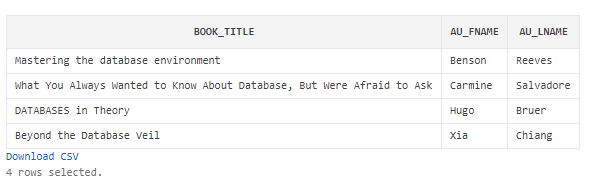 BOOK_TITLE AU_FNAME AU_LNAME
Mastering the database environment Benson Reeves
What You Always Wanted to Know About Database, But Were Afraid to Ask Carmine Salvadore
DATABASES in Theory Hugo Bruer
Beyond the Database Veil Xia Chiang
Download CSV
4 rows selected.